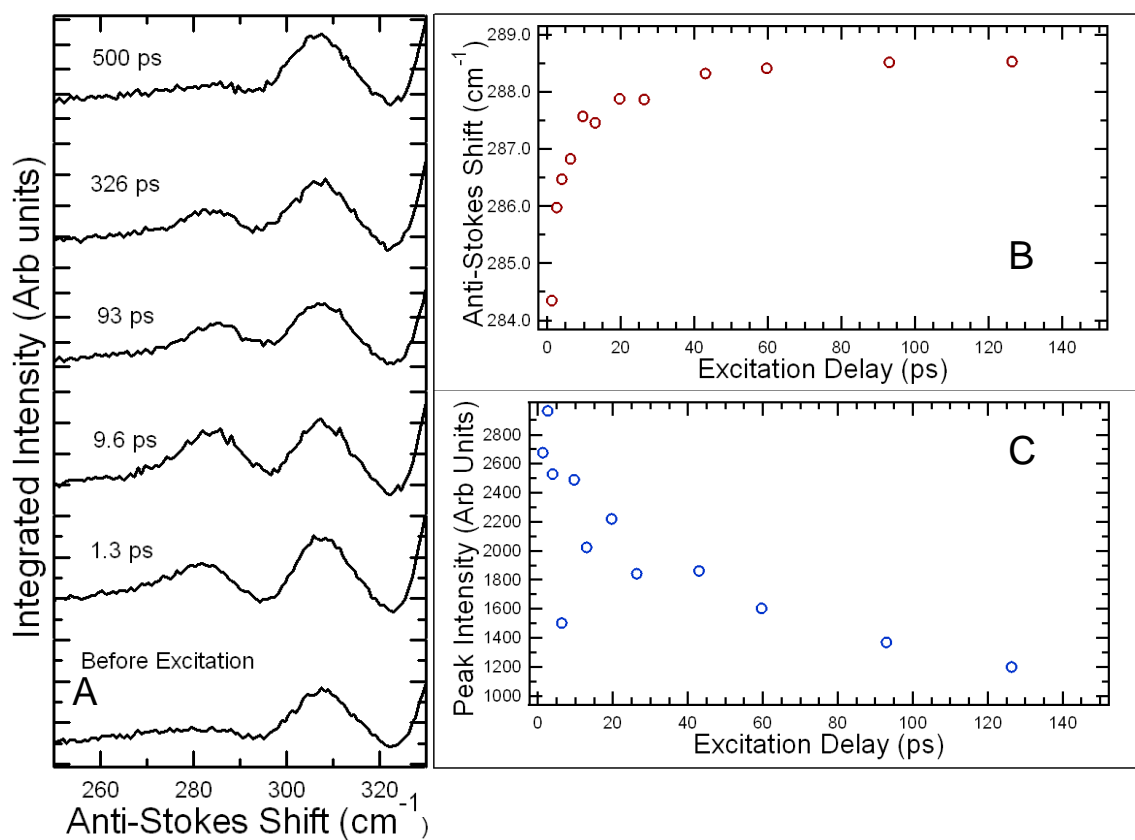 500 ps
326 ps
93 ps
9.6 ps
1.3 ps
Before Excitation
A
Integrated Intensity (Arb units)
260 280 300 320
Anti-Stokes Shift (cm⁻¹)
289.0
288.0
287.0
286.0
285.0
284.0
Anti-Stokes Shift (cm⁻¹)
B
0 20 40 60 80 100 120 140
Excitation Delay (ps)
2800
2600
2400
2200
2000
1800
1600
1400
1200
1000
Peak Intensity (Arb Units)
C
0 20 40 60 80 100 120 140
Excitation Delay (ps)